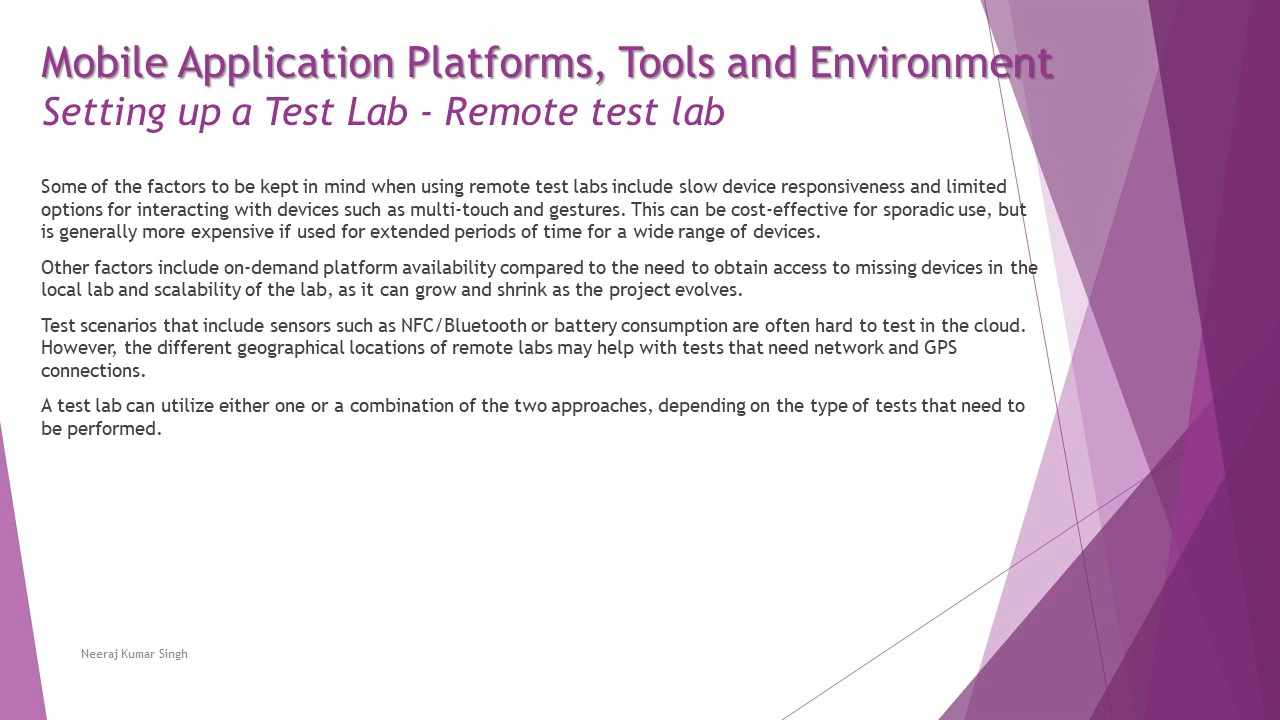 Mobile Application Platforms, Tools and Environment
Setting up a Test Lab - Remote test lab
Some of the factors to be kept in mind when using remote test labs include slow device responsiveness and limited
options for interacting with devices such as multi-touch and gestures. This can be cost-effective for sporadic use, but
is generally more expensive if used for extended periods of time for a wide range of devices.
Other factors include on-demand platform availability compared to the need to obtain access to missing devices in the
local lab and scalability of the lab, as it can grow and shrink as the project evolves.
Test scenarios that include sensors such as NFC/Bluetooth or battery consumption are often hard to test in the cloud.
However, the different geographical locations of remote labs may help with tests that need network and GPS
connections.
A test lab can utilize either one or a combination of the two approaches, depending on the type of tests that need to
be performed.
Neeraj Kumar Singh